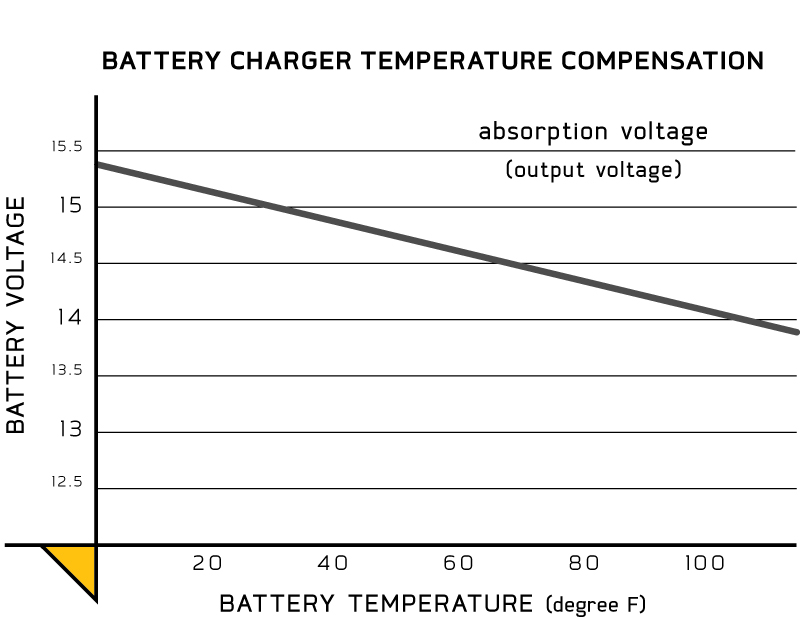 BATTERY CHARGER TEMPERATURE COMPENSATION
absorption voltage
(output voltage)
15.5
15
14.5
14
13.5
13
12.5
BATTERY VOLTAGE
20 40 60 80 100
BATTERY TEMPERATURE (degree F)